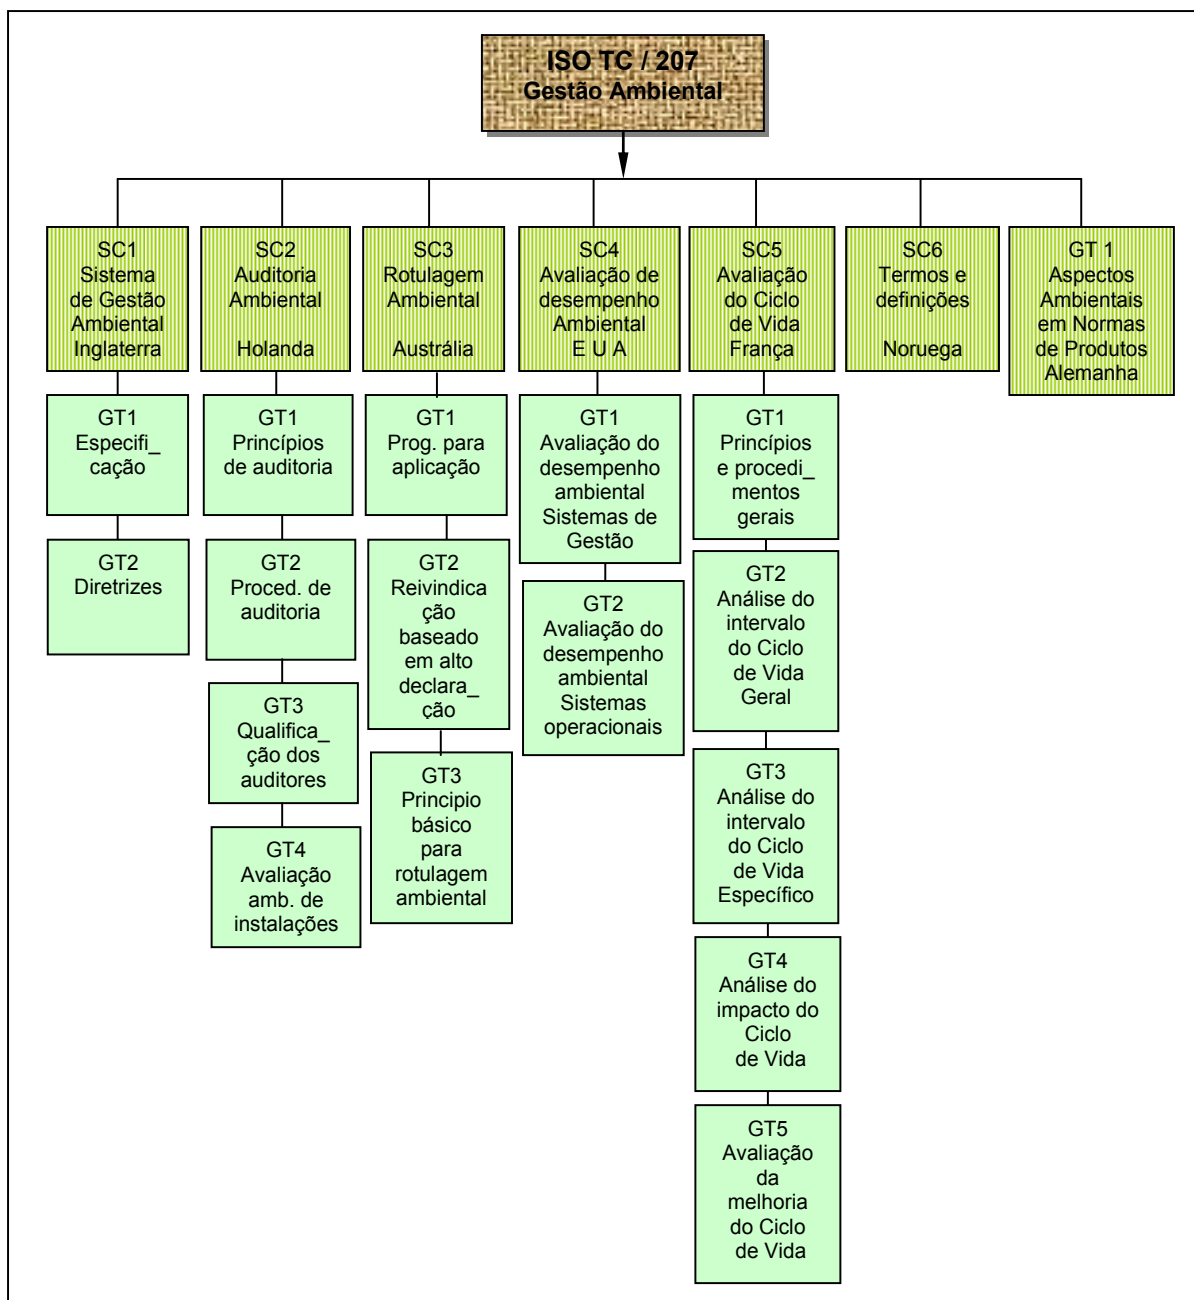 ISO TC / 207
Gestão Ambiental
SC1
Sistema
de Gestão
Ambiental
Inglaterra
SC2
Auditoria
Ambiental
Holanda
SC3
Rotulagem
Ambiental
Austrália
SC4
Avaliação de
desempenho
Ambiental
E U A
SC5
Avaliação
do Ciclo
de Vida
França
SC6
Termos e
definições
Noruega
GT 1
Aspectos
Ambientais
em Normas
de Produtos
Alemanha
GT1
Especifi_
cação
GT2
Diretrizes
GT1
Princípios
de auditoria
GT2
Proced. de
auditoria
GT3
Qualifica_
ção dos
auditores
GT4
Avaliação
amb. de
instalações
GT1
Prog. para
aplicação
GT2
Reivindica
ção
baseado
em alto
declara_
ção
GT3
Principio
básico
para
rotulagem
ambiental
GT1
Avaliação do
desempenho
ambiental
Sistemas de
Gestão
GT2
Avaliação do
desempenho
ambiental
Sistemas
operacionais
GT1
Princípios
e procedi_
mentos
gerais
GT2
Análise do
intervalo
do Ciclo
de Vida
Geral
GT3
Análise do
intervalo
do Ciclo
de Vida
Específico
GT4
Análise do
impacto do
Ciclo
de Vida
GT5
Avaliação
da
melhoria
do Ciclo
de Vida